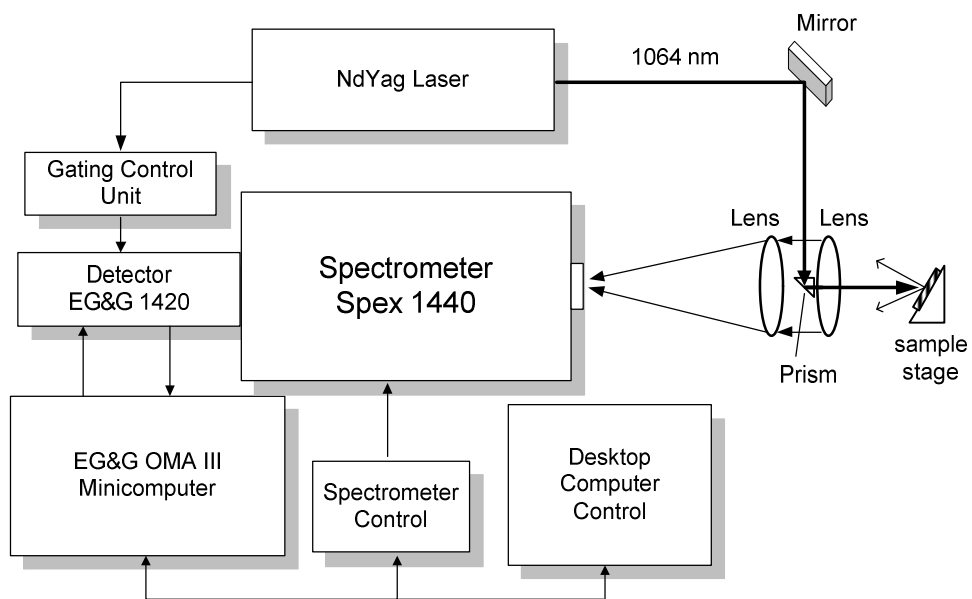 Mirror
1064 nm
NdYag Laser
Gating Control
Unit
Lens
Lens
Detector
EG&G 1420
Spectrometer
Spex 1440
sample
stage
Prism
EG&G OMA III
Minicomputer
Spectrometer
Control
Desktop
Computer
Control